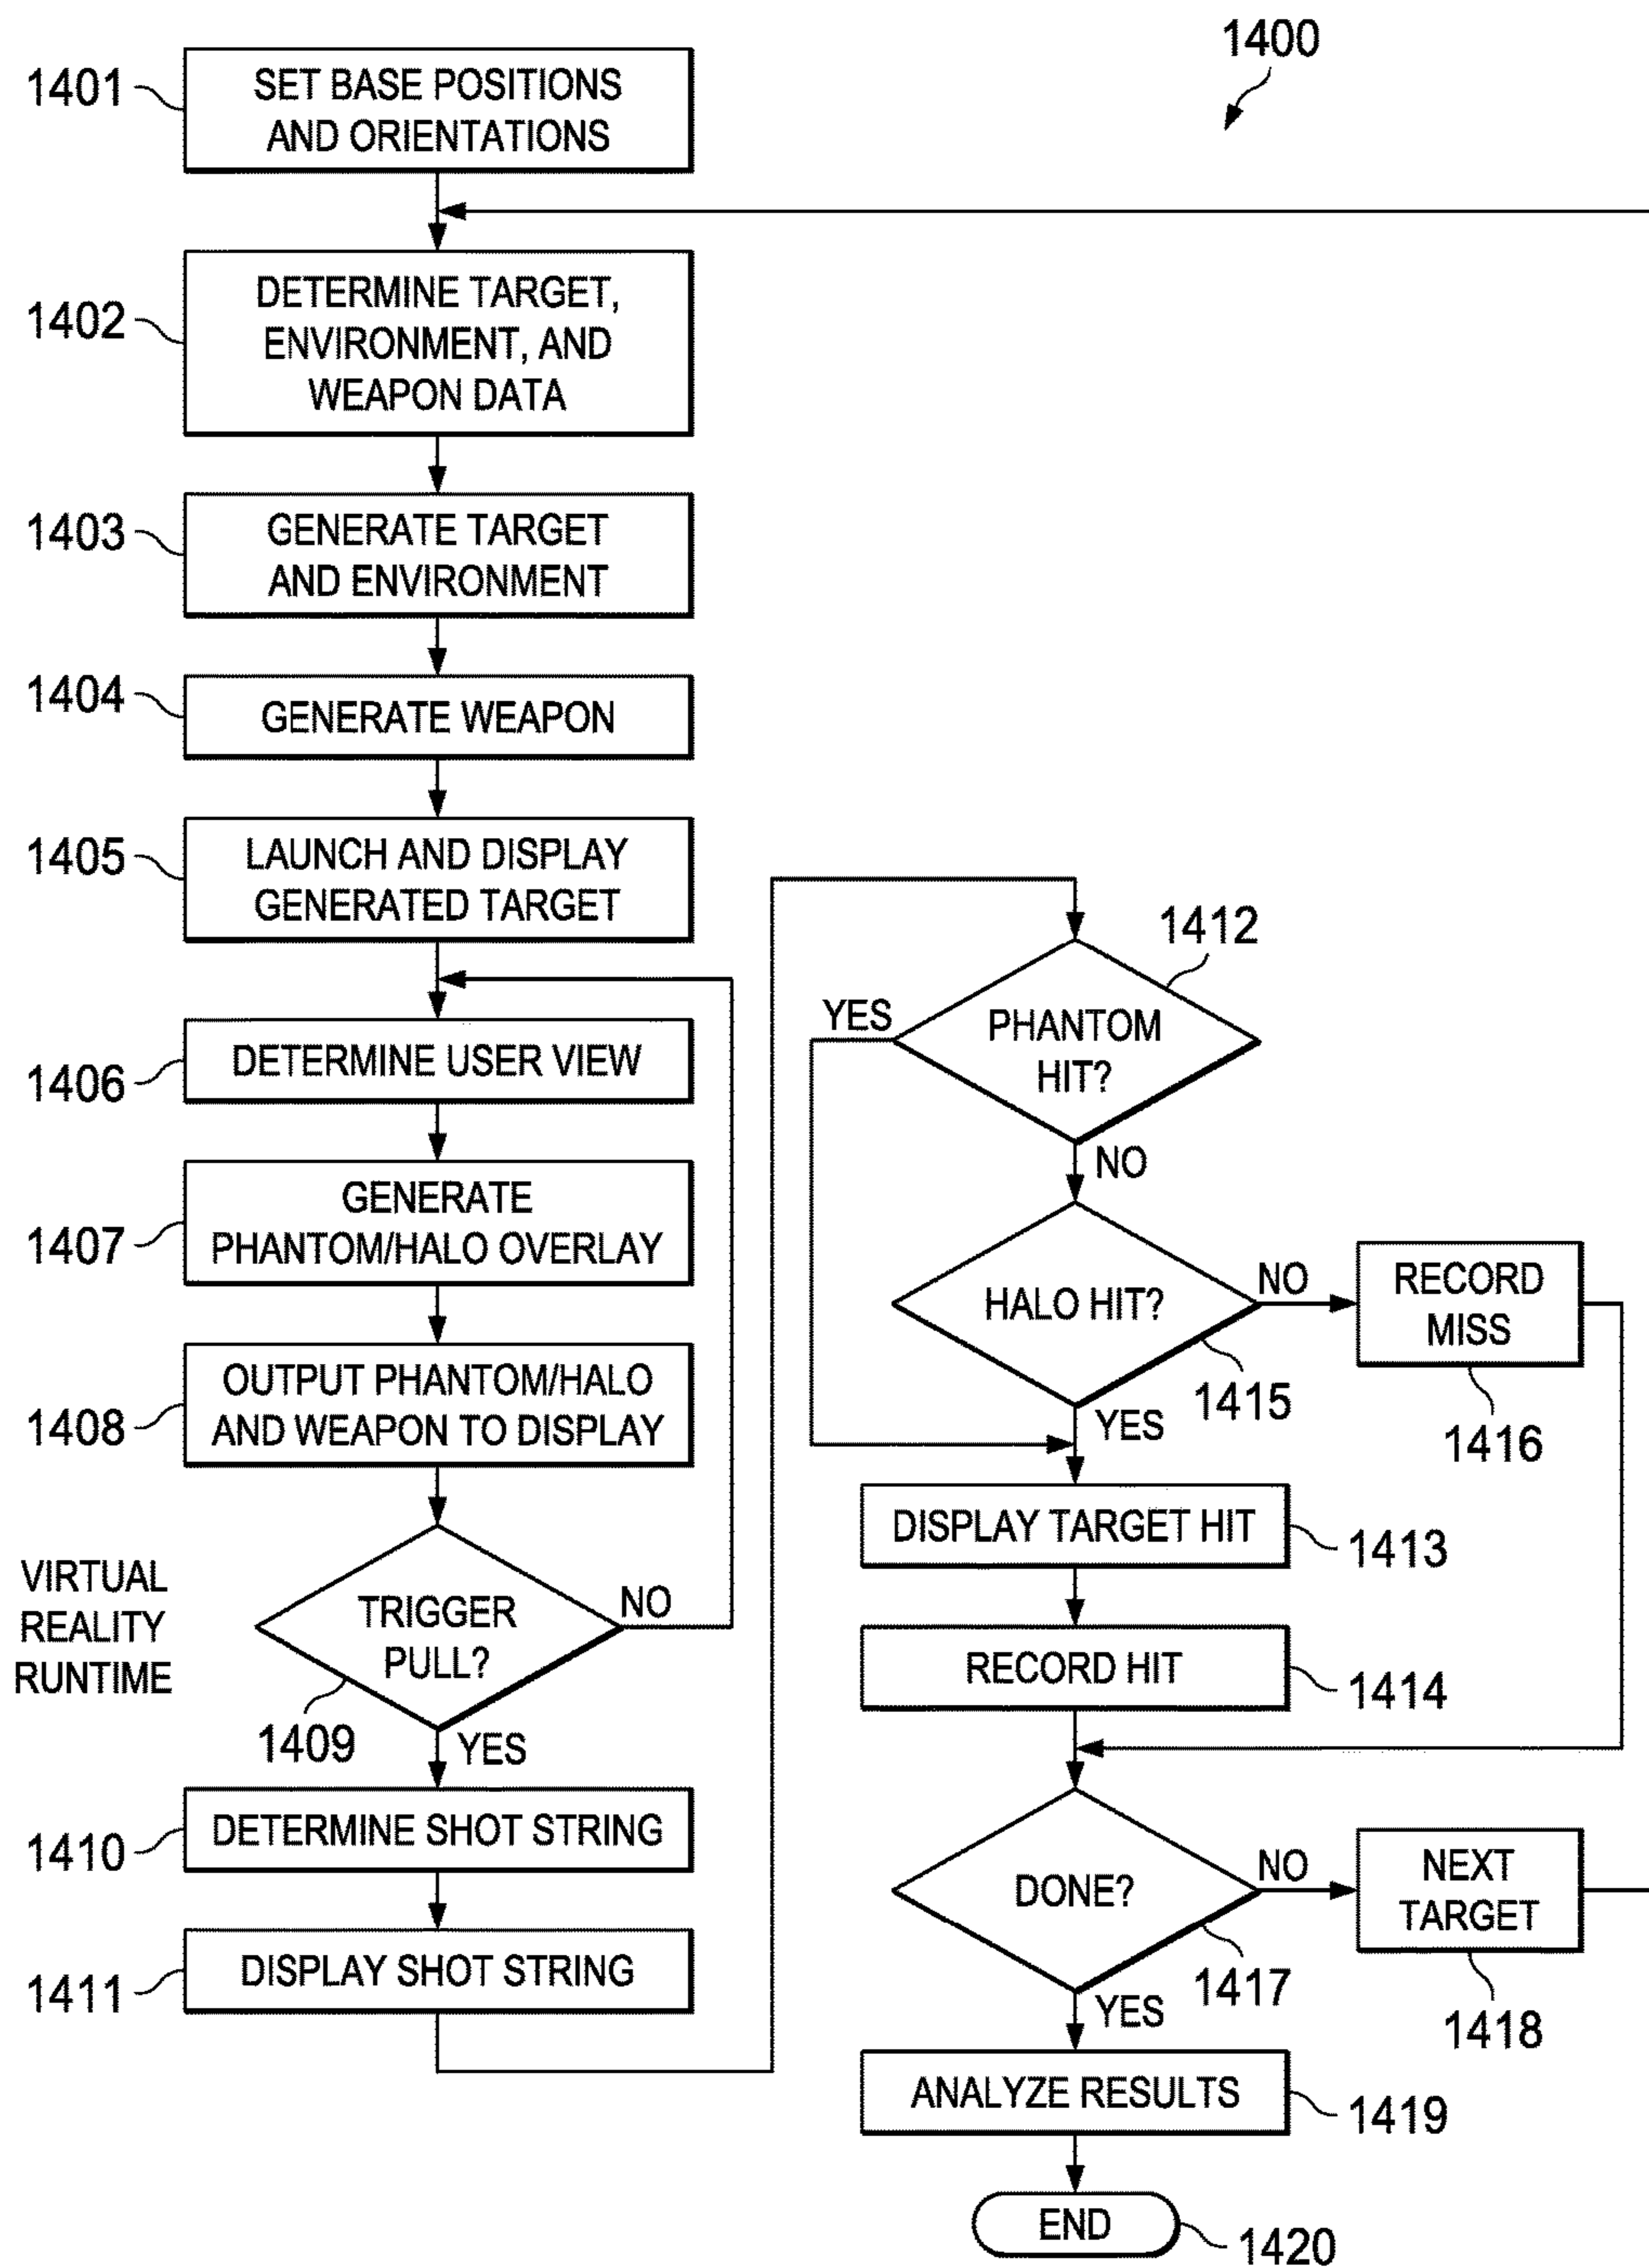 1400
1401
SET BASE POSITIONS
AND ORIENTATIONS
1402
DETERMINE TARGET,
ENVIRONMENT, AND
WEAPON DATA
1403
GENERATE TARGET
AND ENVIRONMENT
1404
GENERATE WEAPON
1405
LAUNCH AND DISPLAY
GENERATED TARGET
1406
DETERMINE USER VIEW
1407
GENERATE
PHANTOM/HALO OVERLAY
1408
OUTPUT PHANTOM/HALO
AND WEAPON TO DISPLAY
VIRTUAL
REALITY
RUNTIME
TRIGGER
PULL?
NO
1409
YES
1410
DETERMINE SHOT STRING
1411
DISPLAY SHOT STRING
1412
YES
PHANTOM
HIT?
NO
HALO HIT?
NO
RECORD
MISS
1415
1416
YES
DISPLAY TARGET HIT
1413
RECORD HIT
1414
DONE?
NO
NEXT
TARGET
1417
1418
YES
ANALYZE RESULTS
1419
END
1420